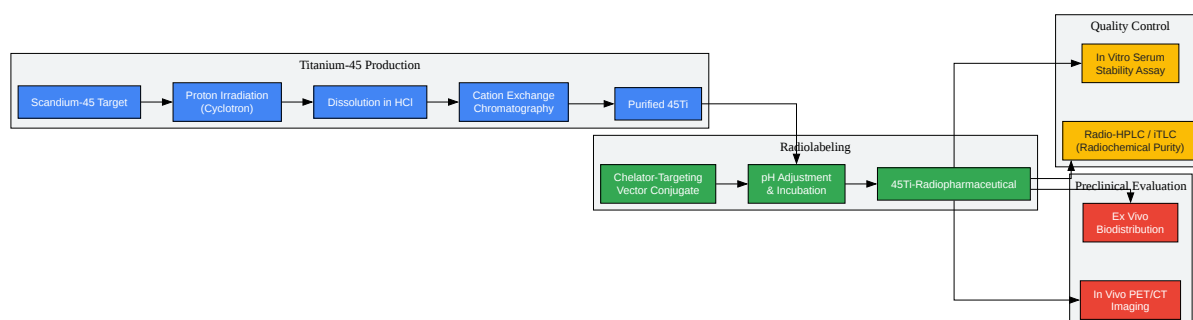 Quality Control
In Vitro Serum
Stability Assay
Titanium-45 Production
Scandium-45 Target
Proton Irradiation
(Cyclotron)
Dissolution in HCl
Cation Exchange
Chromatography
Purified 45Ti
Radio-HPLC / iTLC
(Radiochemical Purity)
Radiolabeling
Chelator-Targeting
Vector Conjugate
pH Adjustment
& Incubation
45Ti-Radiopharmaceutical
Preclinical Evaluation
Ex Vivo
Biodistribution
In Vivo PET/CT
Imaging